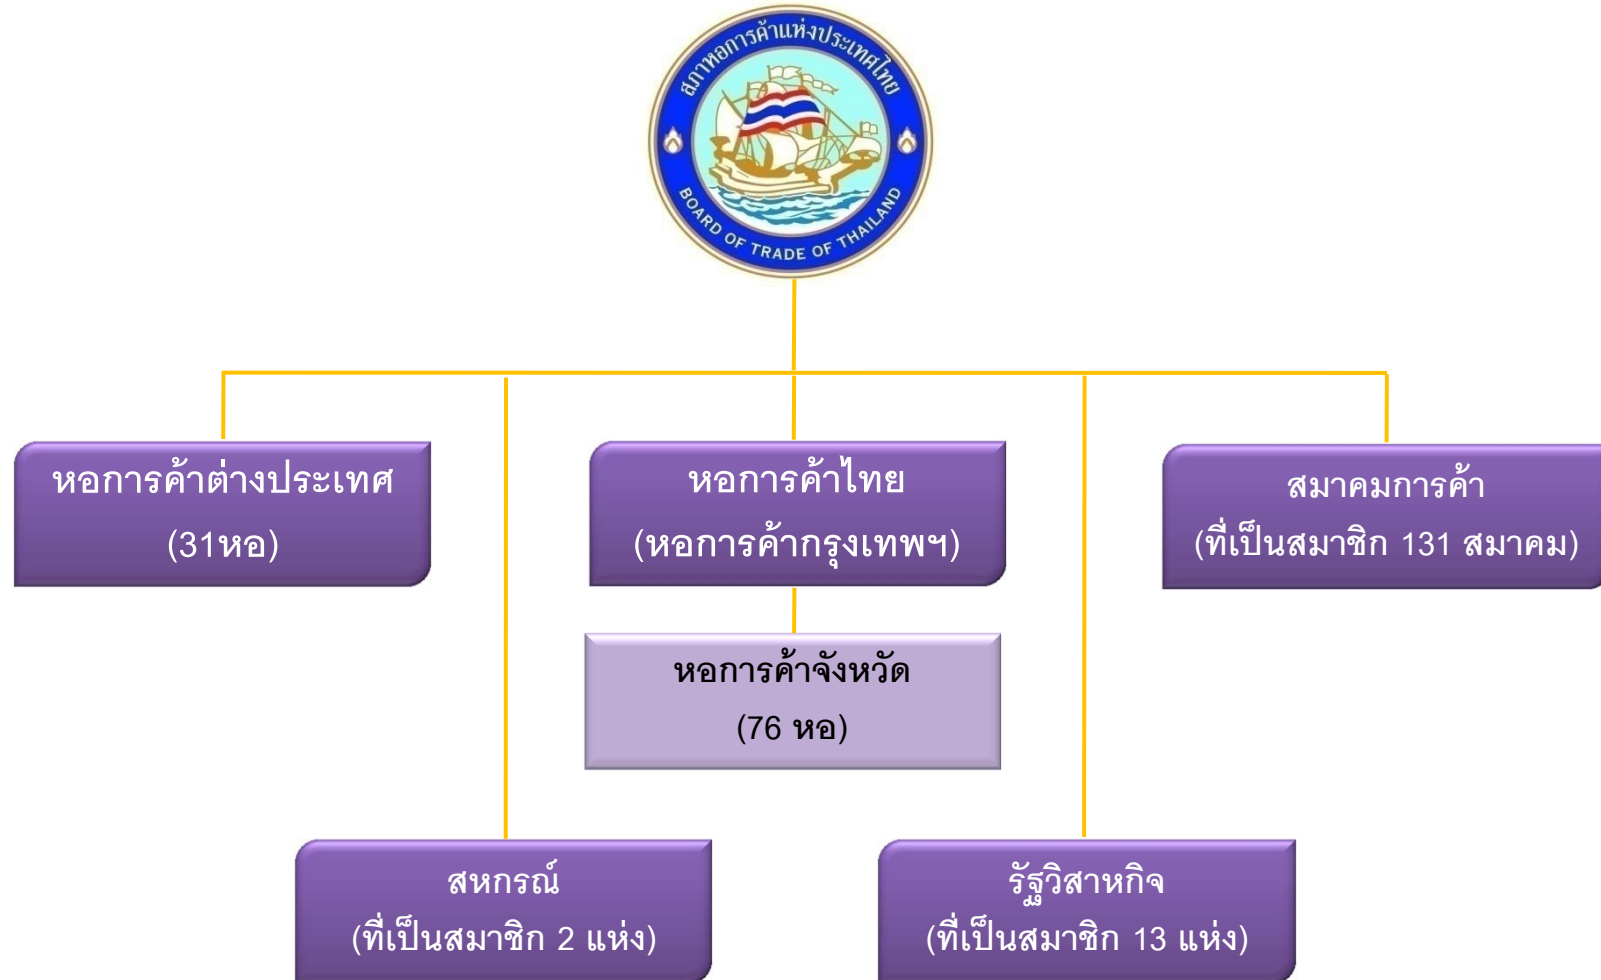 สภาหอการค้าแห่งประเทศไทย
BOARD OF TRADE OF THAILAND
หอการค้าต่างประเทศ
(31หอ)
หอการค้าไทย
(หอการค้ากรุงเทพฯ)
สมาคมการค้า
(ที่เป็นสมาชิก 131 สมาคม)
หอการค้าจังหวัด
(76 หอ)
สหกรณ์
(ที่เป็นสมาชิก 2 แห่ง)
รัฐวิสาหกิจ
(ที่เป็นสมาชิก 13 แห่ง)